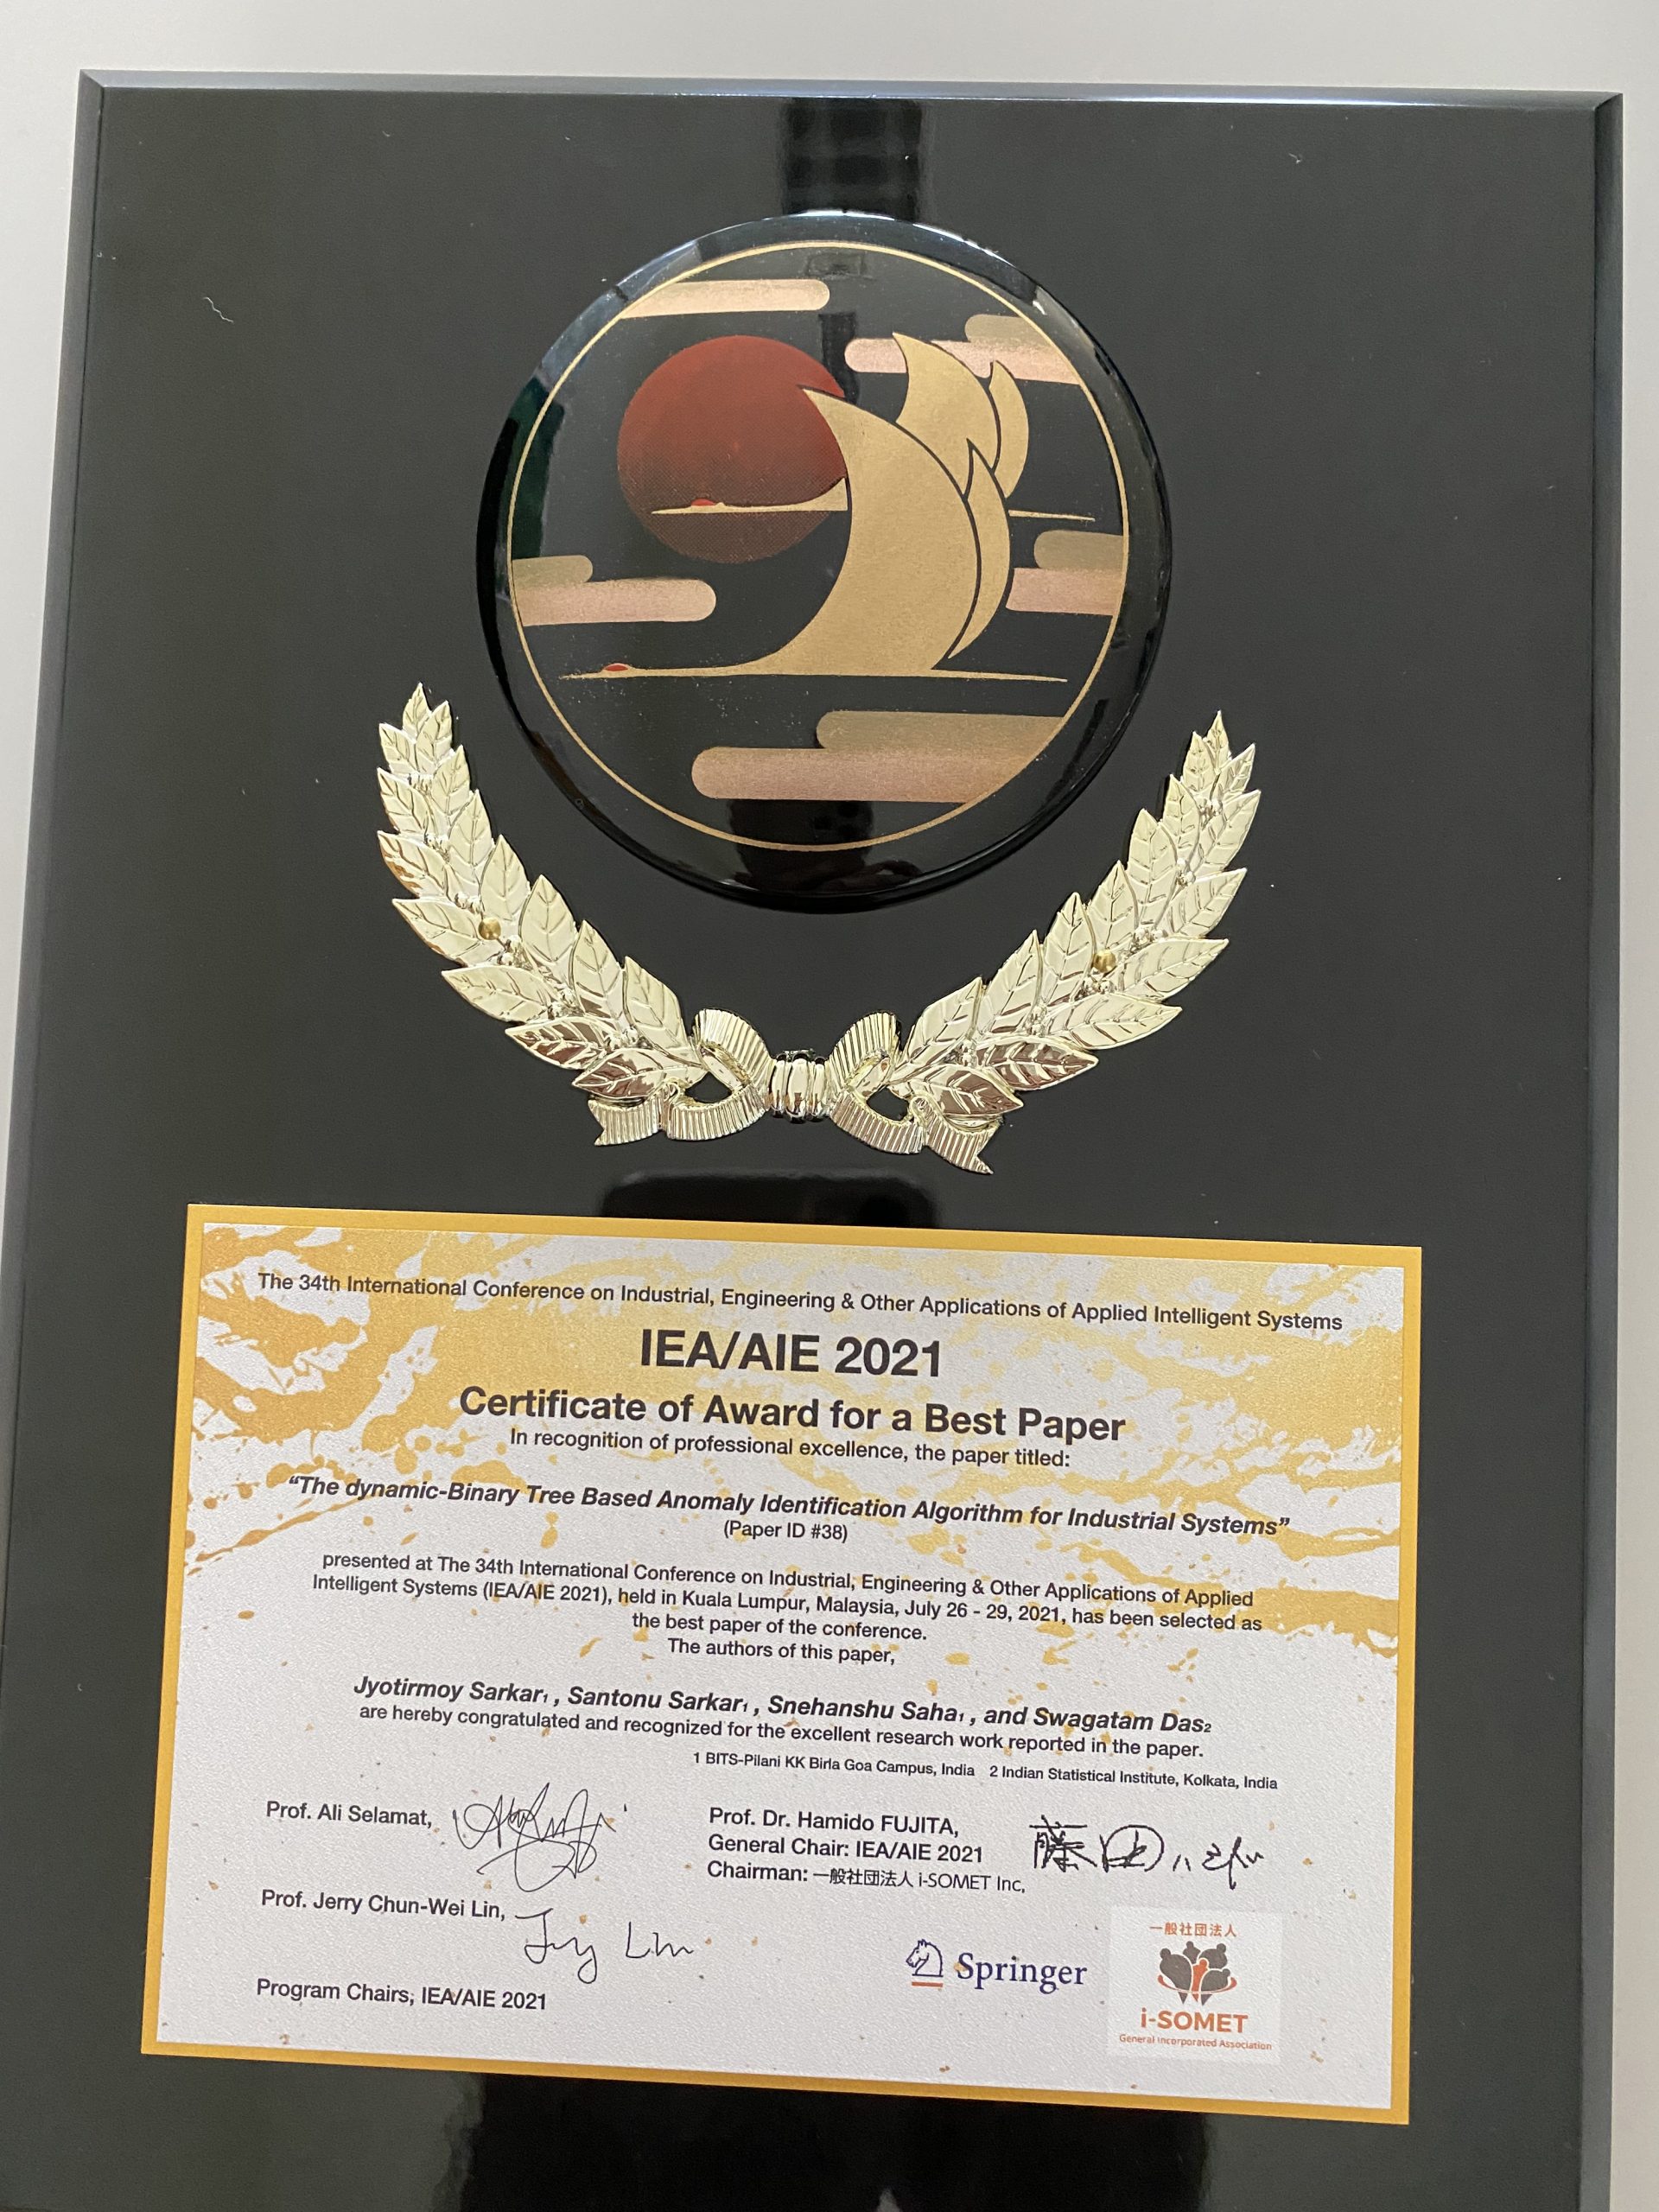 The 34th International Conference on Industrial, Engineering & Other Applications of Applied Intelligent Systems
IEA/AIE 2021
Certificate of Award for a Best Paper
In recognition of professional excellence, the paper titled:
“The dynamic-Binary Tree Based Anomaly Identification Algorithm for Industrial Systems”
(Paper ID #38)
presented at The 34th International Conference on Industrial, Engineering & Other Applications of Applied
Intelligent Systems (IEA/AIE 2021), held in Kuala Lumpur, Malaysia, July 26 - 29, 2021, has been selected as
the best paper of the conference.
The authors of this paper,
Jyotirmoy Sarkar₁ , Santonu Sarkar₁ , Snehanshu Saha₁ , and Swagatam Das₂
are hereby congratulated and recognized for the excellent research work reported in the paper.
1 BITS-Pilani KK Birla Goa Campus, India 2 Indian Statistical Institute, Kolkata, India
Prof. Ali Selamat,
Prof. Dr. Hamido FUJITA,
General Chair: IEA/AIE 2021
Chairman: 一般社団法人 i-SOMET Inc.
Prof. Jerry Chun-Wei Lin,
Program Chairs, IEA/AIE 2021
Springer
一般社団法人
i-SOMET
General Incorporated Association